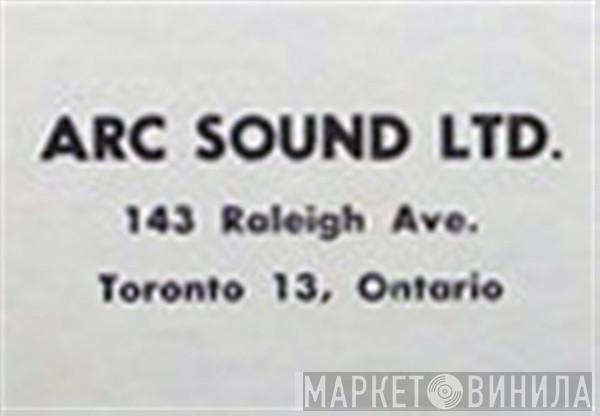 ARC SOUND LTD.
143 Raleigh Ave.
Toronto 13, Ontario
МАРКЕТ ВИНИЛА